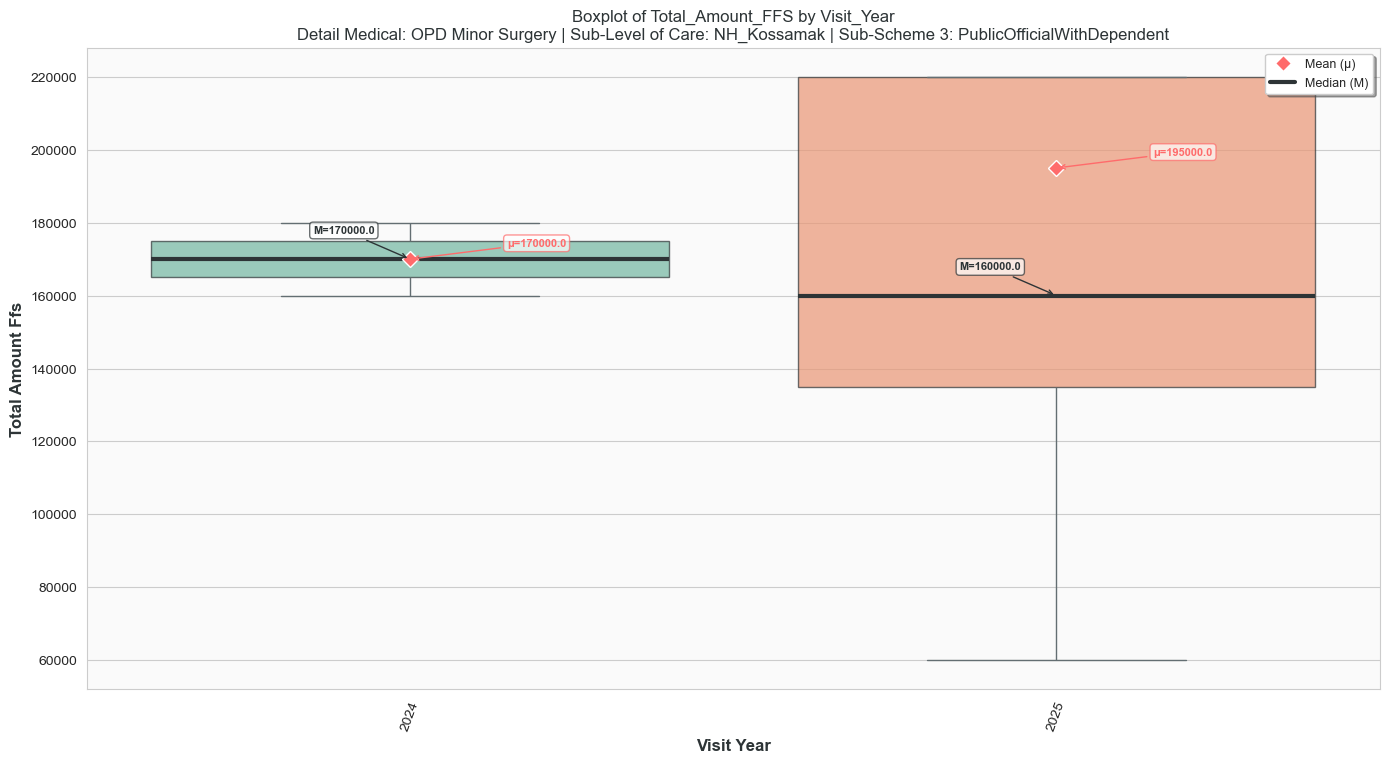 Boxplot of Total_Amount_FFS by Visit_Year
Detail Medical: OPD Minor Surgery | Sub-Level of Care: NH_Kossamak | Sub-Scheme 3: PublicOfficialWithDependent
Mean (μ)
Median (M)
Total Amount Ffs
220000
200000
180000
160000
140000
120000
100000
80000
60000
M=170000.0
μ=170000.0
μ=195000.0
M=160000.0
2024
2025
Visit Year